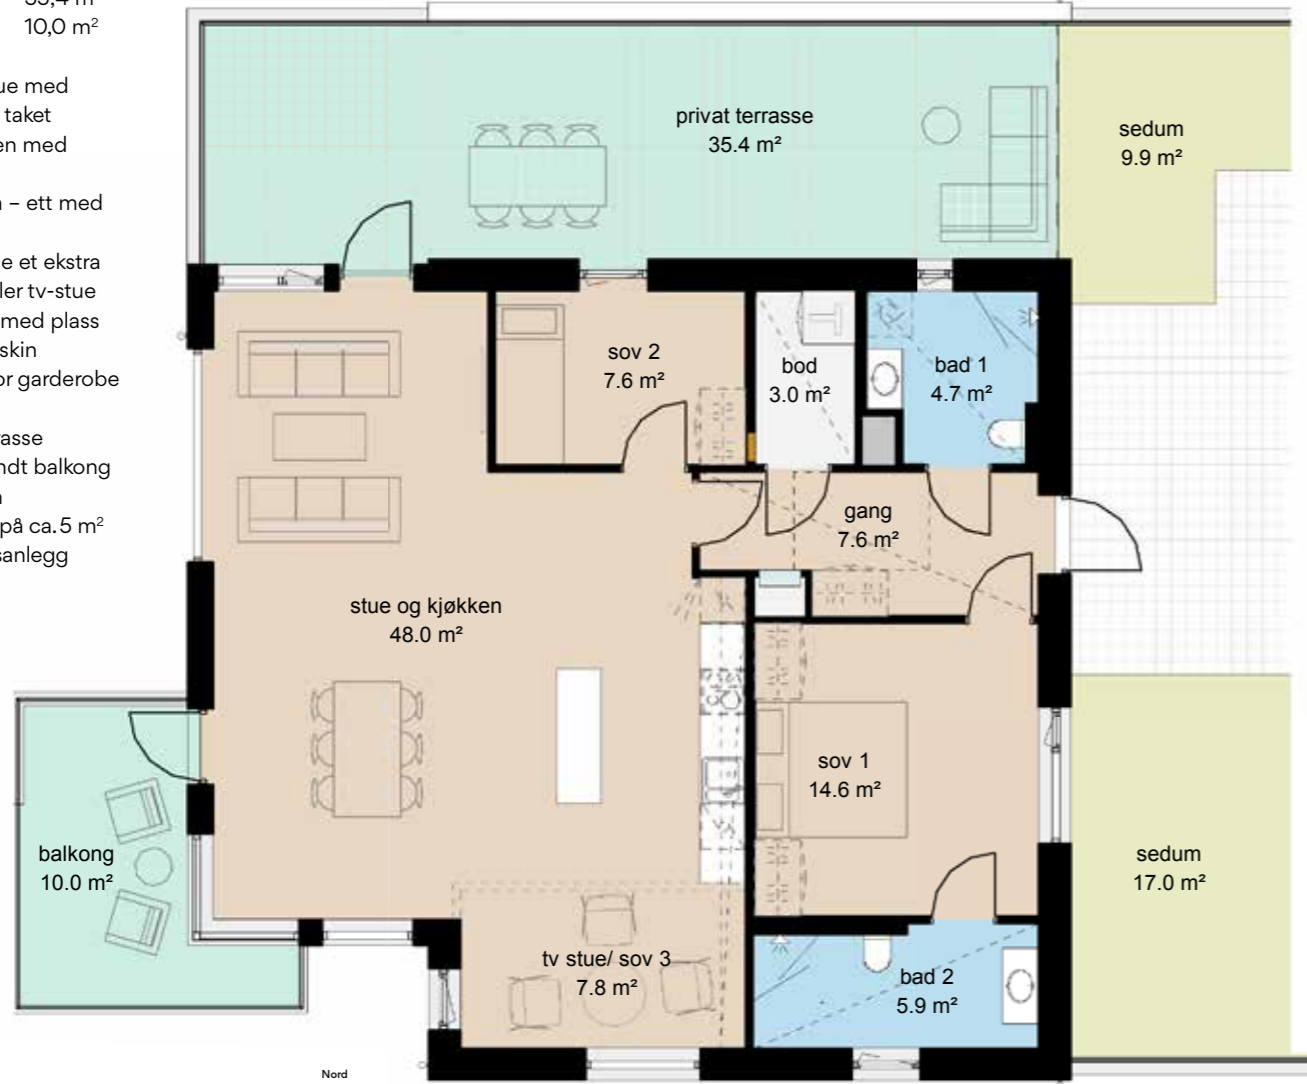 10,0 m²
ue med
taket
en med
– ett med
e et ekstra
ler tv-stue
med plass
skin
or garderobe
rasse
ndt balkong
på ca. 5 m²
sanlegg
privat terrasse
35.4 m²
sedum
9.9 m²
sov 2
7.6 m²
bod
3.0 m²
bad 1
4.7 m²
gang
7.6 m²
stue og kjøkken
48.0 m²
sov 1
14.6 m²
balkong
10.0 m²
sedum
17.0 m²
tv stue/ sov 3
7.8 m²
bad 2
5.9 m²
Nord